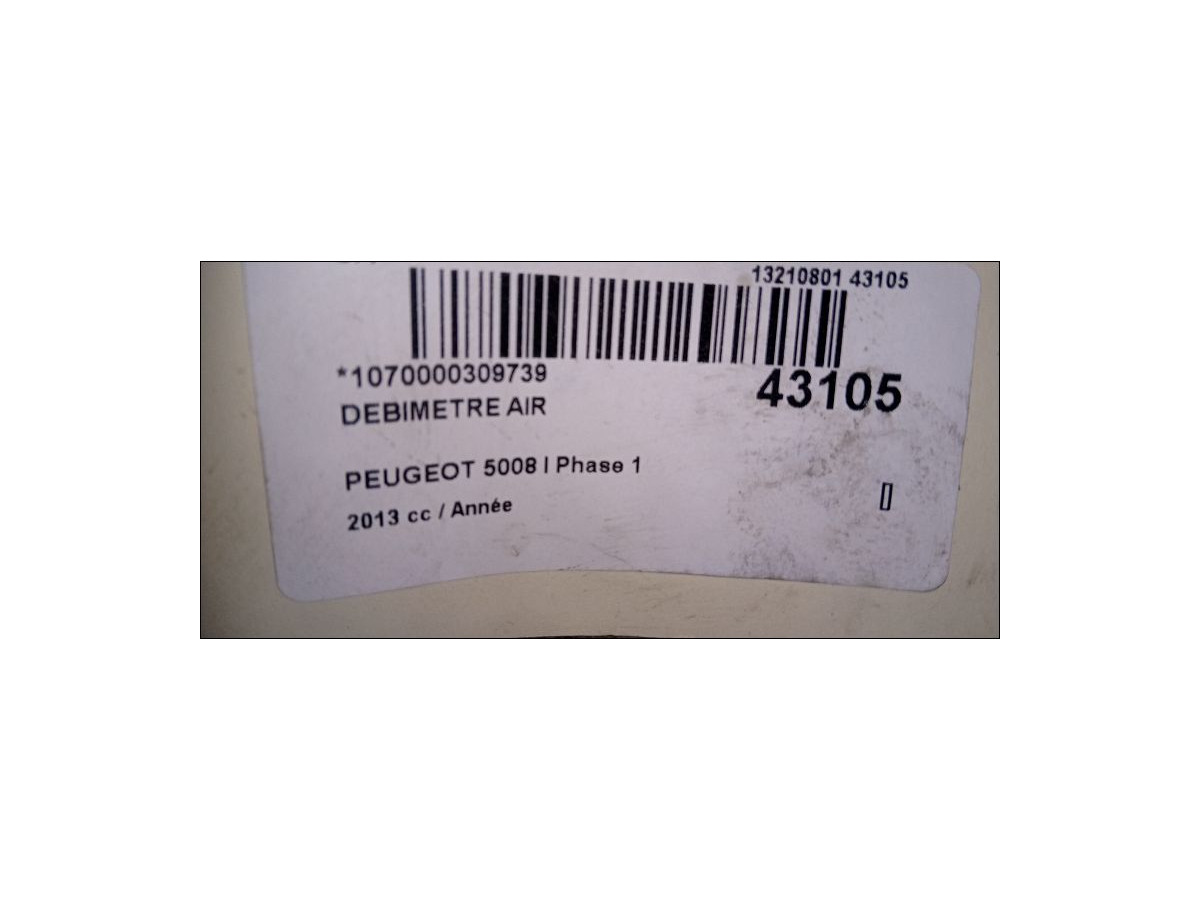 13210801 43105
*1070000309739
43105
DEBIMETRE AIR
PEUGEOT 5008 I Phase 1
2013 cc / Année